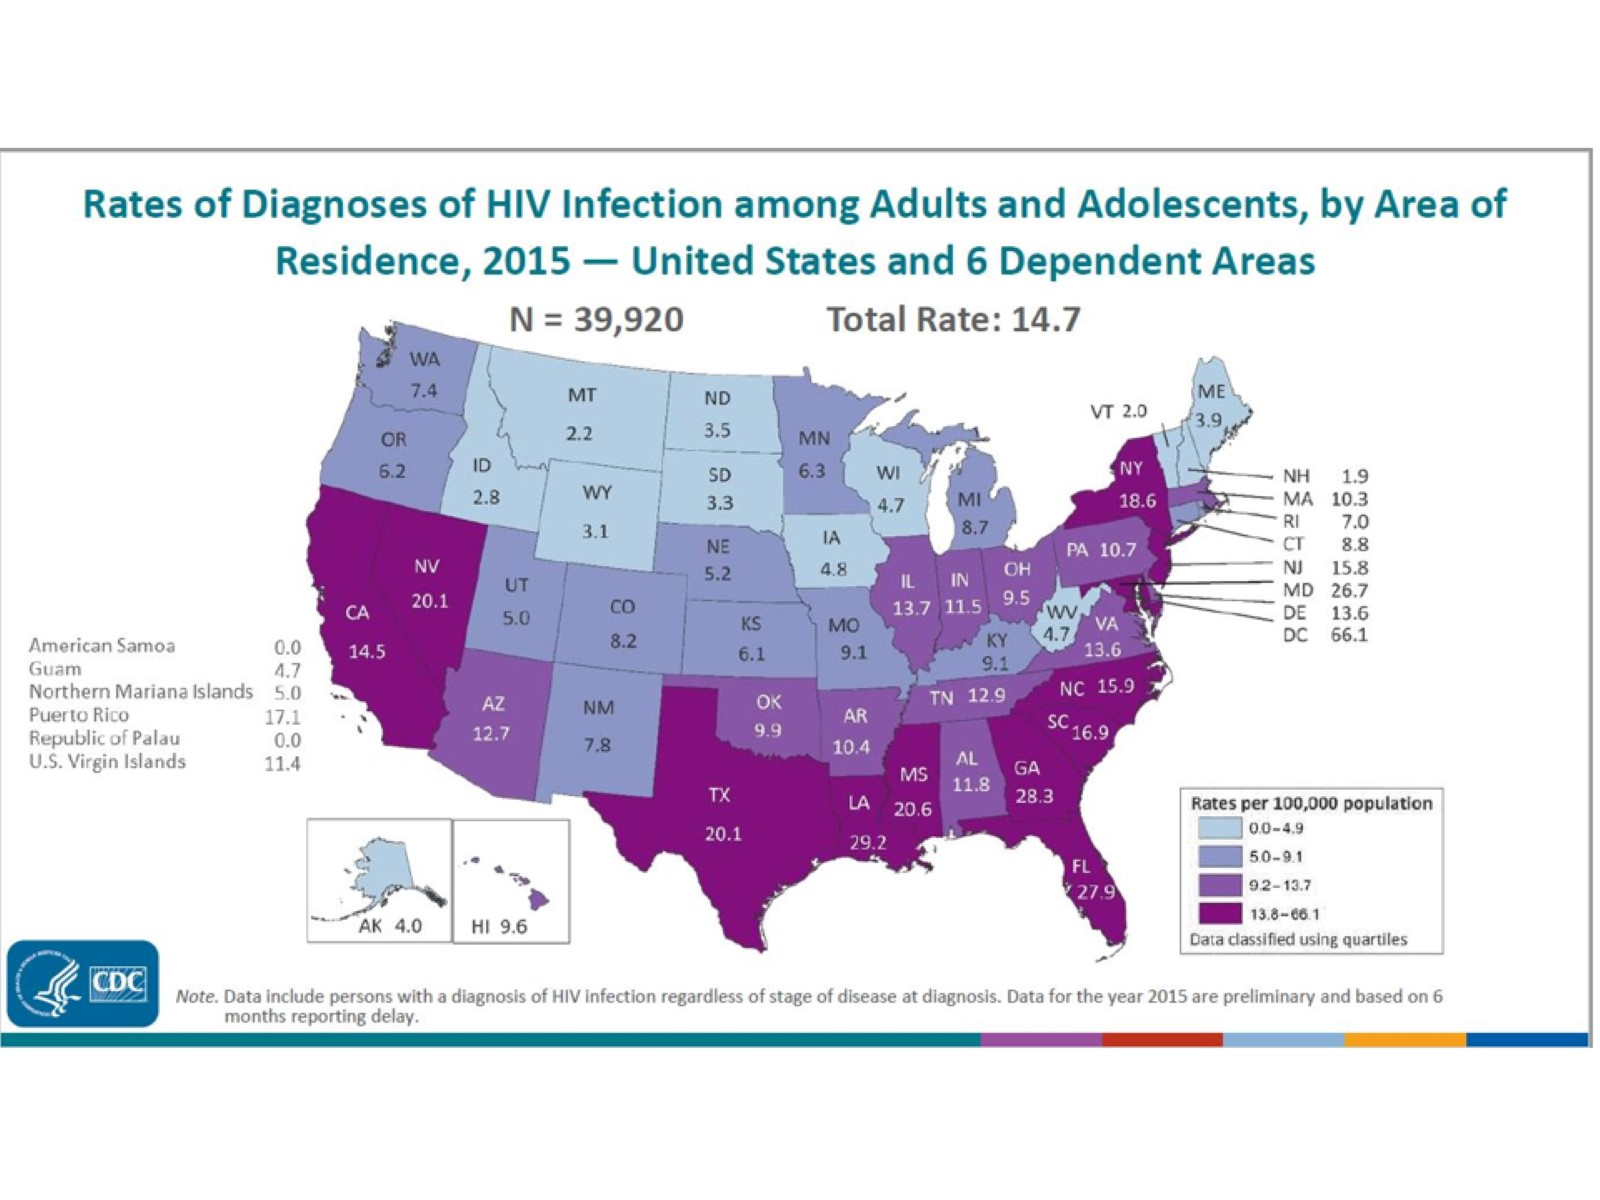 Rates of Diagnoses of HIV Infection among Adults and Adolescents, by Area of
Residence, 2015 — United States and 6 Dependent Areas
N = 39,920 Total Rate: 14.7
WA
7.4
OR
6.2
ID
2.8
MT
2.2
WY
3.1
ND
3.5
SD
3.3
NE
5.2
MN
6.3
WI
4.7
MI
8.7
IA
4.8
VT 2.0
ME
3.9
NY
18.6
NH 1.9
MA 10.3
RI 7.0
CT 8.8
NJ 15.8
MD 26.7
DE 13.6
DC 66.1
CA
14.5
NV
20.1
UT
5.0
CO
8.2
KS
6.1
MO
9.1
IL
13.7
IN
11.5
OH
9.5
PA 10.7
WV
4.7
VA
13.6
KY
9.1
AZ
12.7
NM
7.8
OK
9.9
AR
10.4
TN 12.9
NC 15.9
SC 16.9
MS
20.6
AL
11.8
GA
28.3
TX
20.1
LA
29.2
FL
27.9
AK 4.0
HI 9.6
American Samoa 0.0
Guam 4.7
Northern Mariana Islands 5.0
Puerto Rico 17.1
Republic of Palau 0.0
U.S. Virgin Islands 11.4
Rates per 100,000 population
0.0–4.9
5.0–9.1
9.2–13.7
13.8–66.1
Data classified using quartiles
CDC
Note. Data include persons with a diagnosis of HIV infection regardless of stage of disease at diagnosis. Data for the year 2015 are preliminary and based on 6
months reporting delay.